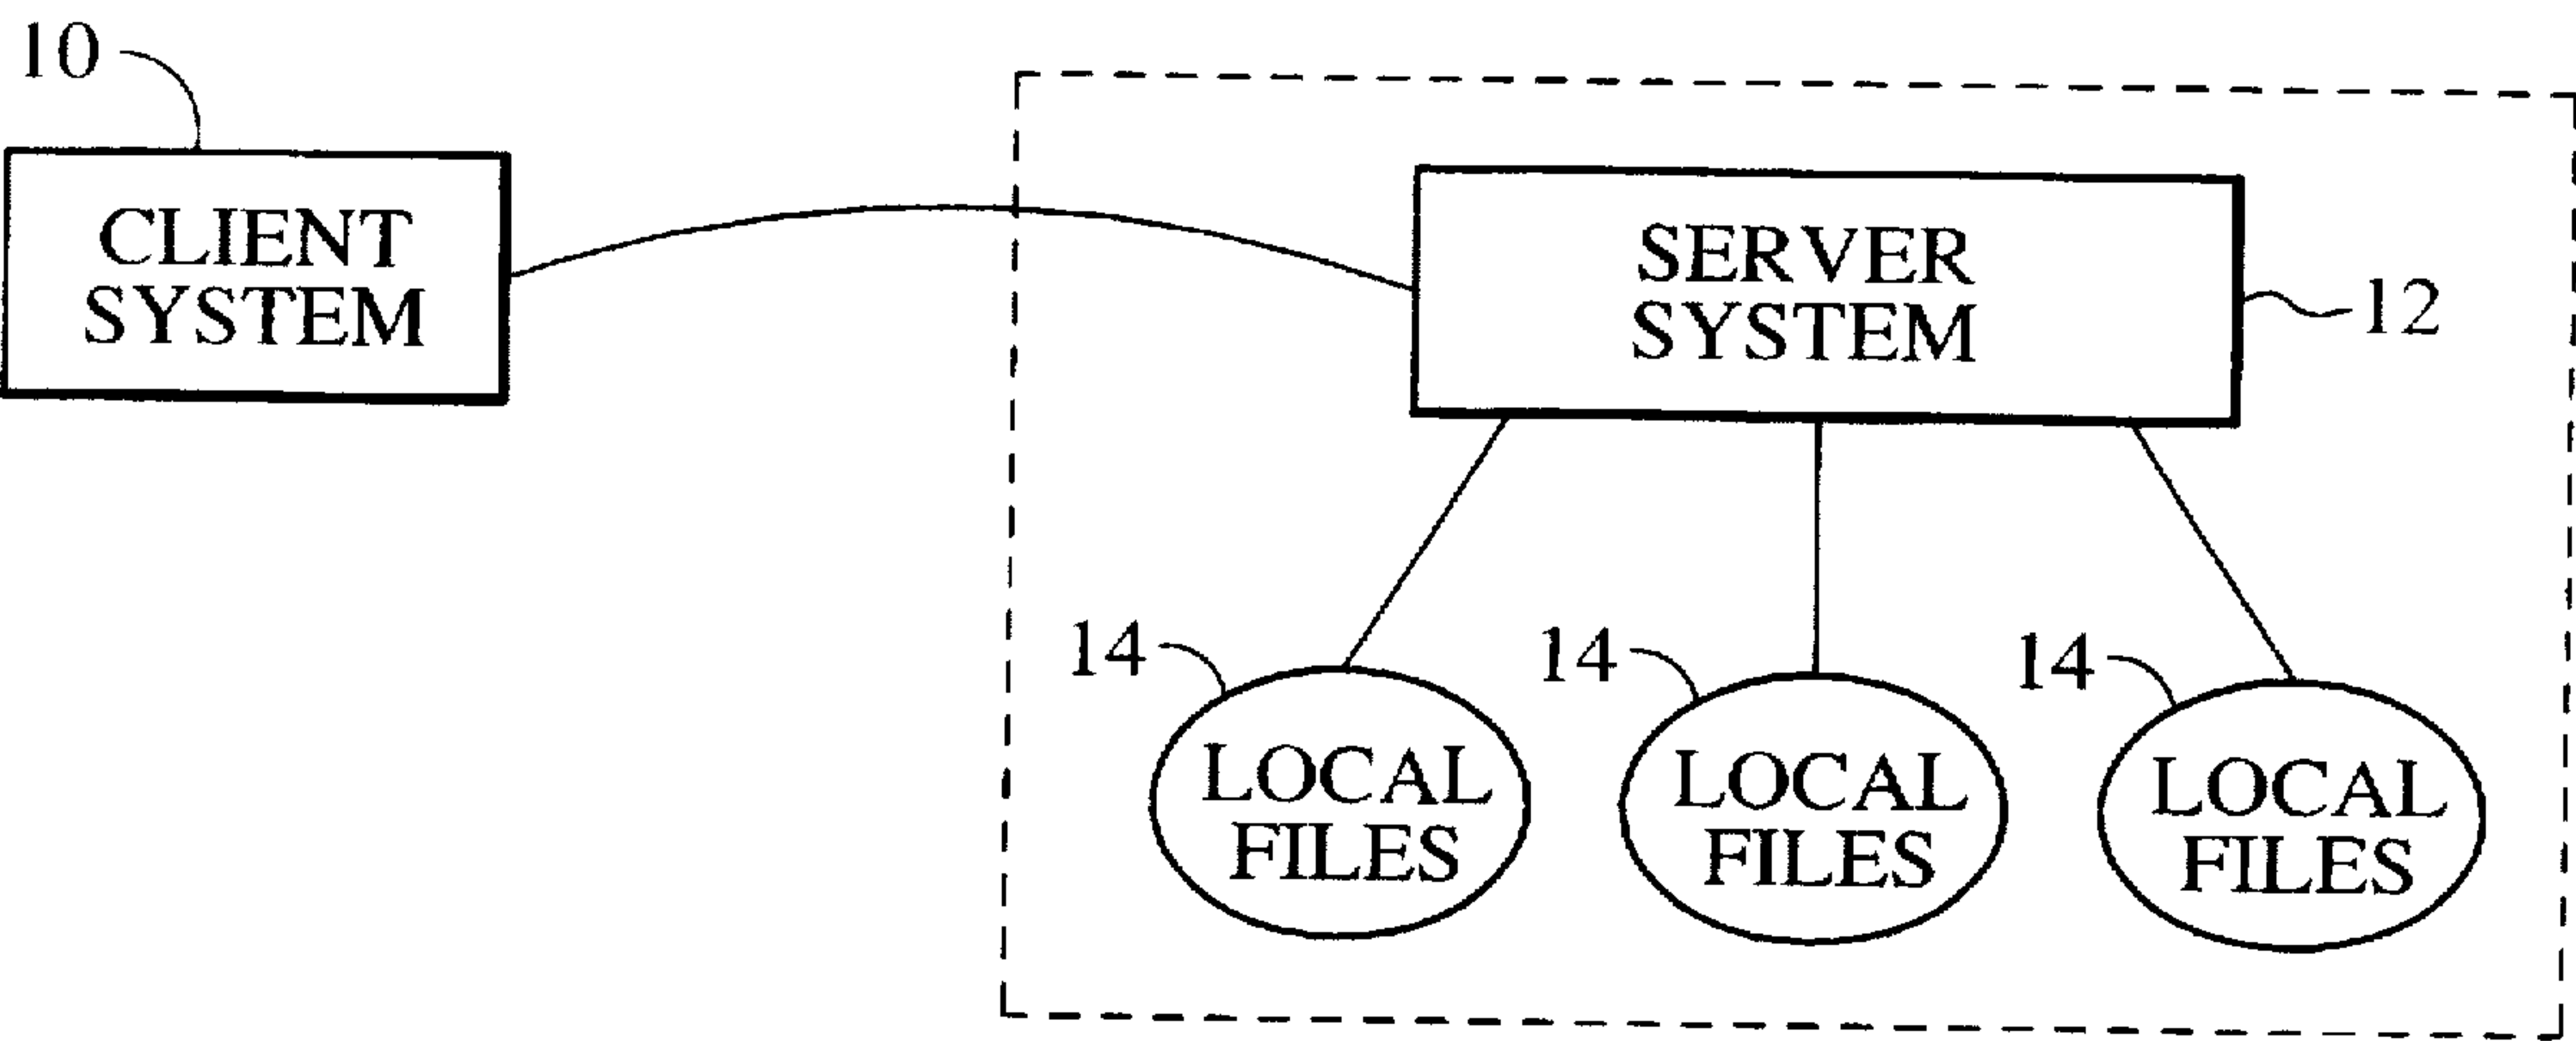 10
CLIENT
SYSTEM
SERVER
SYSTEM
12
14
LOCAL
FILES
14
LOCAL
FILES
14
LOCAL
FILES